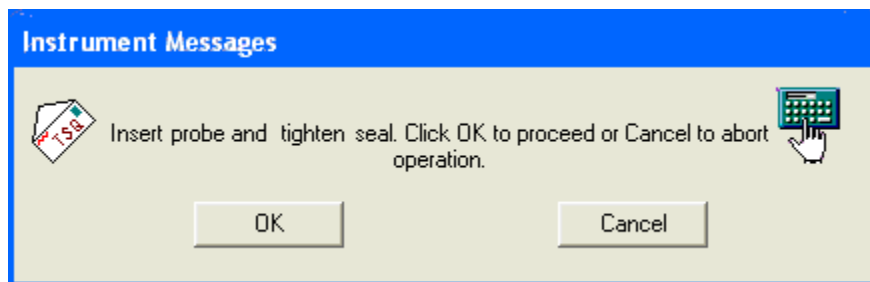 Instrument Messages
TSQ
Insert probe and tighten seal. Click OK to proceed or Cancel to abort
operation.
OK
Cancel